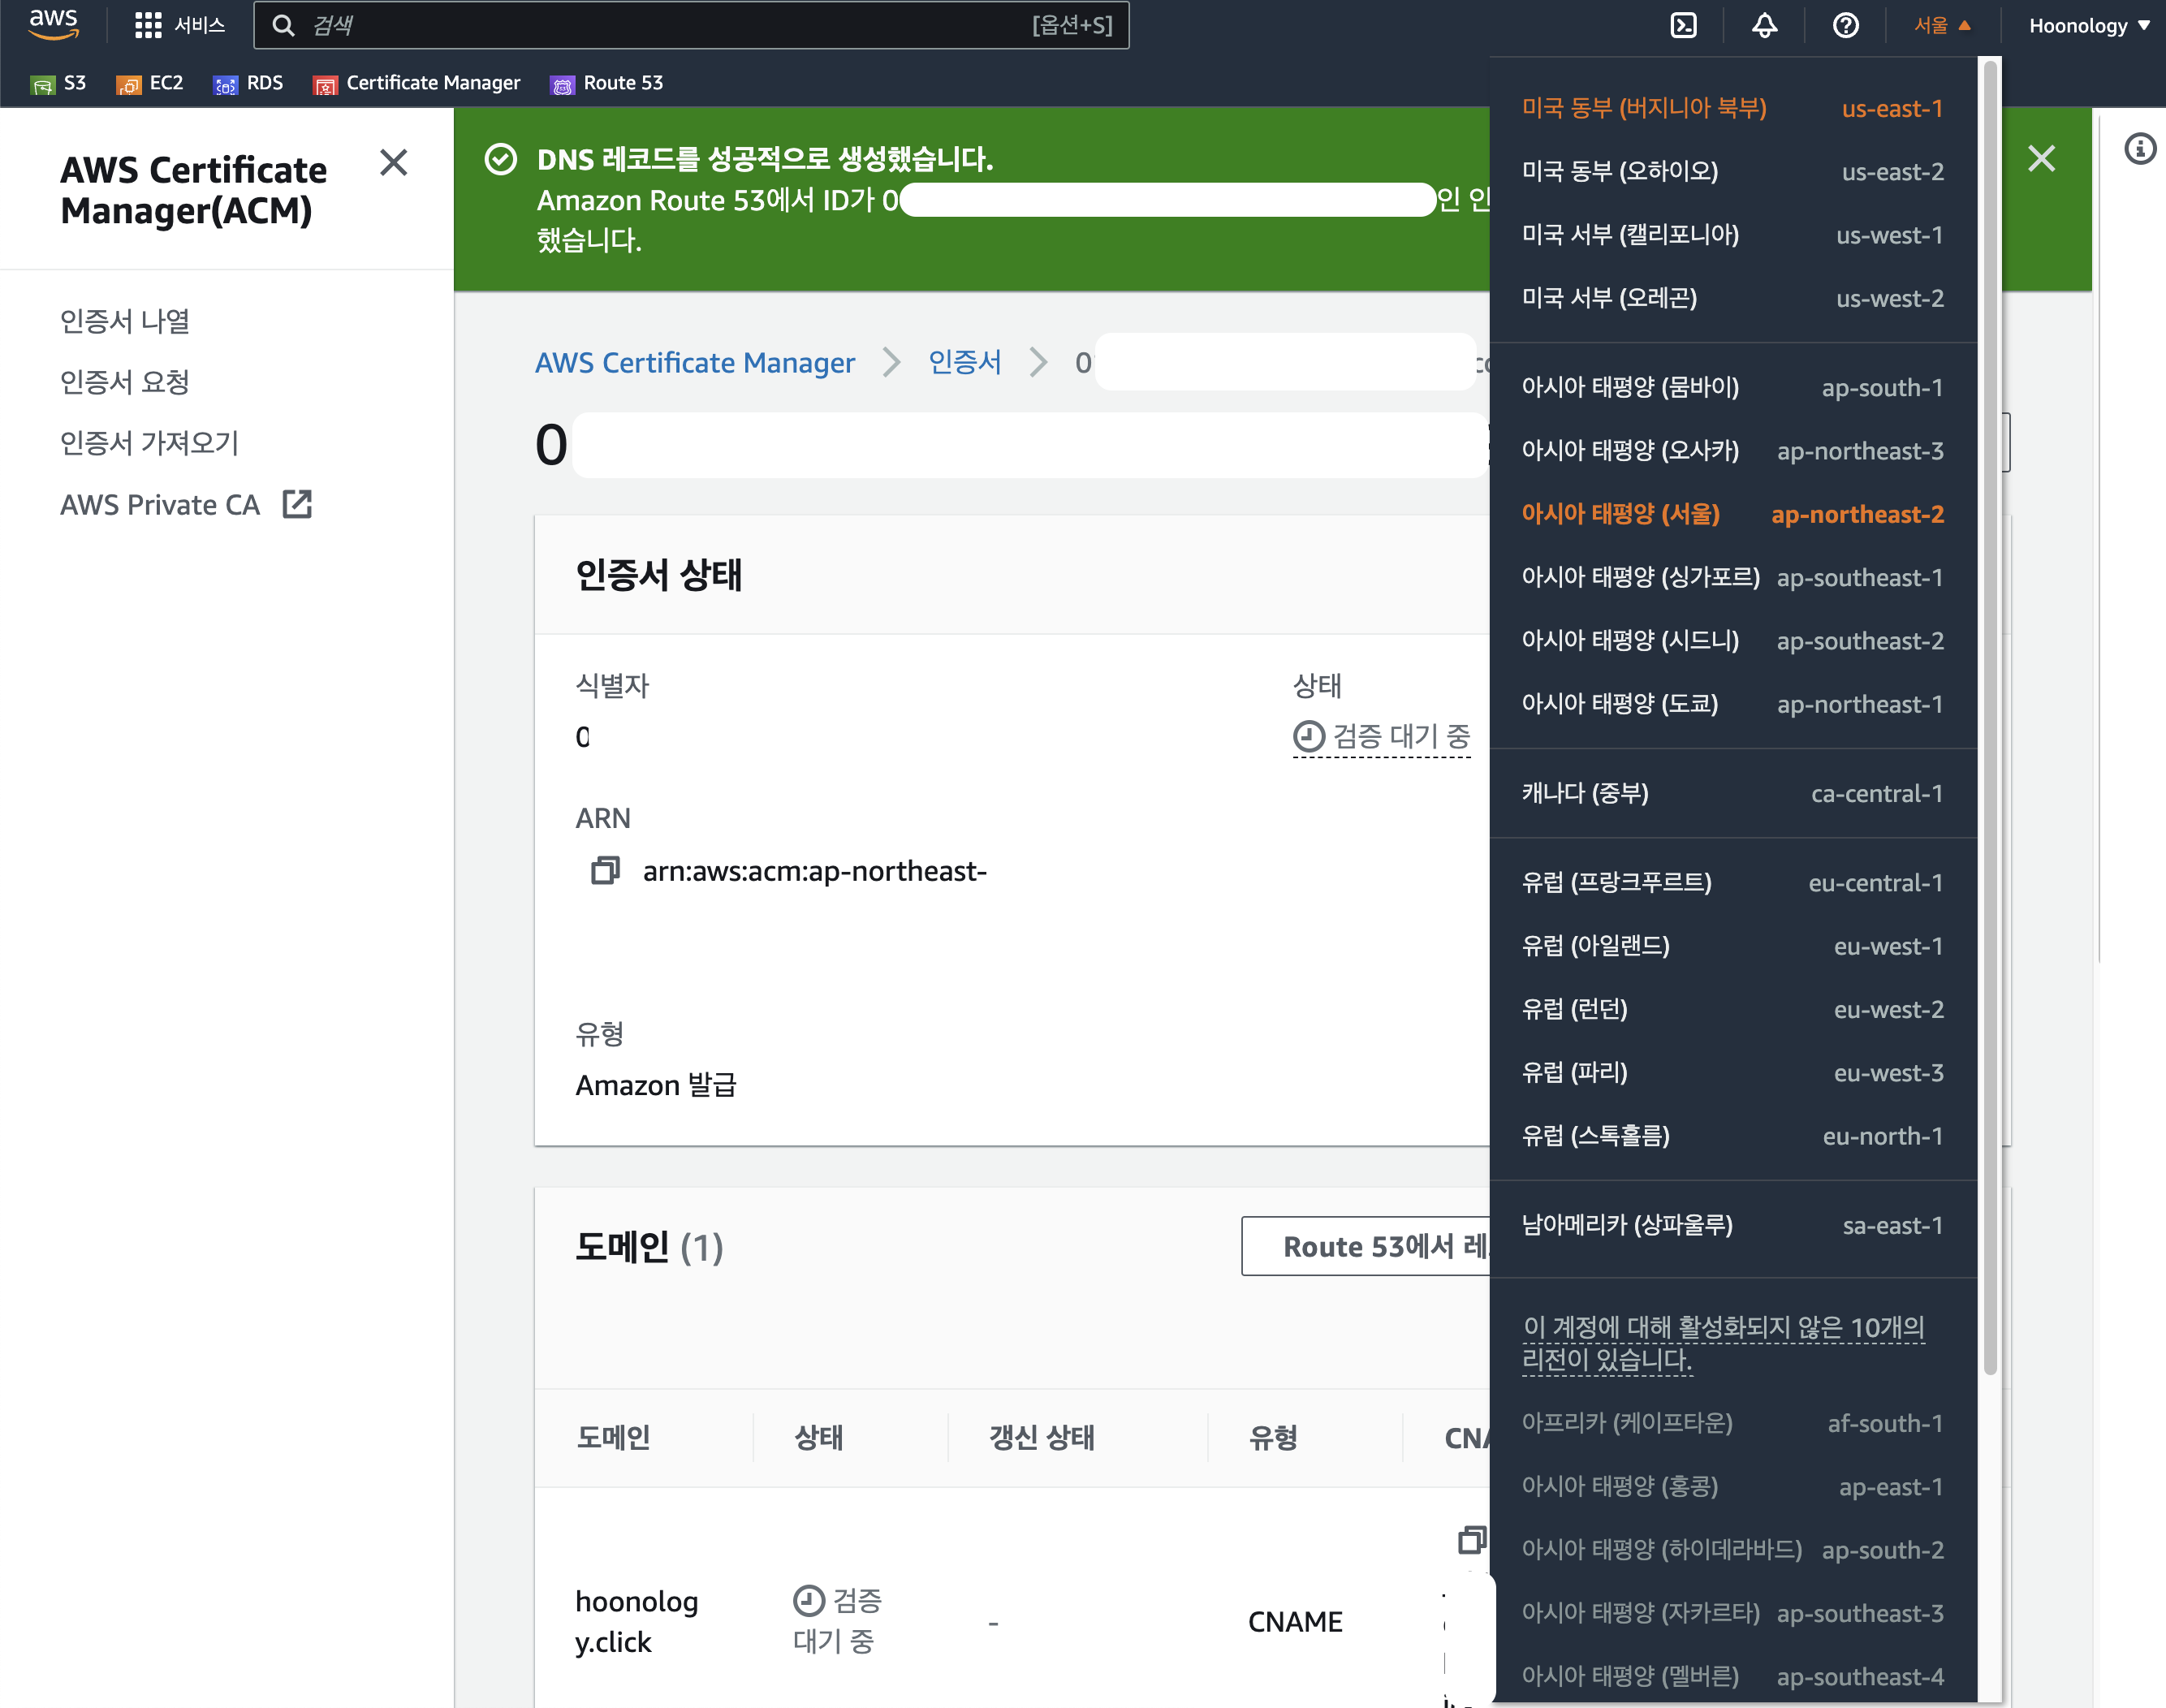 aws
서비스
검색
[옵션+S]
서울
Hoonology
S3
EC2
RDS
Certificate Manager
Route 53
AWS Certificate
Manager(ACM)
인증서 나열
인증서 요청
인증서 가져오기
AWS Private CA
DNS 레코드를 성공적으로 생성했습니다.
Amazon Route 53에서 ID가 0 인 인
했습니다.
AWS Certificate Manager
인증서
0
0
인증서 상태
식별자
0
상태
검증 대기 중
ARN
arn:aws:acm:ap-northeast-
유형
Amazon 발급
도메인 (1)
Route 53에서 레
도메인
상태
갱신 상태
유형
CNA
hoonolog
y.click
검증
대기 중
-
CNAME
미국 동부 (버지니아 북부) us-east-1
미국 동부 (오하이오) us-east-2
미국 서부 (캘리포니아) us-west-1
미국 서부 (오레곤) us-west-2
아시아 태평양 (뭄바이) ap-south-1
아시아 태평양 (오사카) ap-northeast-3
아시아 태평양 (서울) ap-northeast-2
아시아 태평양 (싱가포르) ap-southeast-1
아시아 태평양 (시드니) ap-southeast-2
아시아 태평양 (도쿄) ap-northeast-1
캐나다 (중부) ca-central-1
유럽 (프랑크푸르트) eu-central-1
유럽 (아일랜드) eu-west-1
유럽 (런던) eu-west-2
유럽 (파리) eu-west-3
유럽 (스톡홀름) eu-north-1
남아메리카 (상파울루) sa-east-1
이 계정에 대해 활성화되지 않은 10개의
리전이 있습니다.
아프리카 (케이프타운) af-south-1
아시아 태평양 (홍콩) ap-east-1
아시아 태평양 (하이데라바드) ap-south-2
아시아 태평양 (자카르타) ap-southeast-3
아시아 태평양 (멜버른) ap-southeast-4